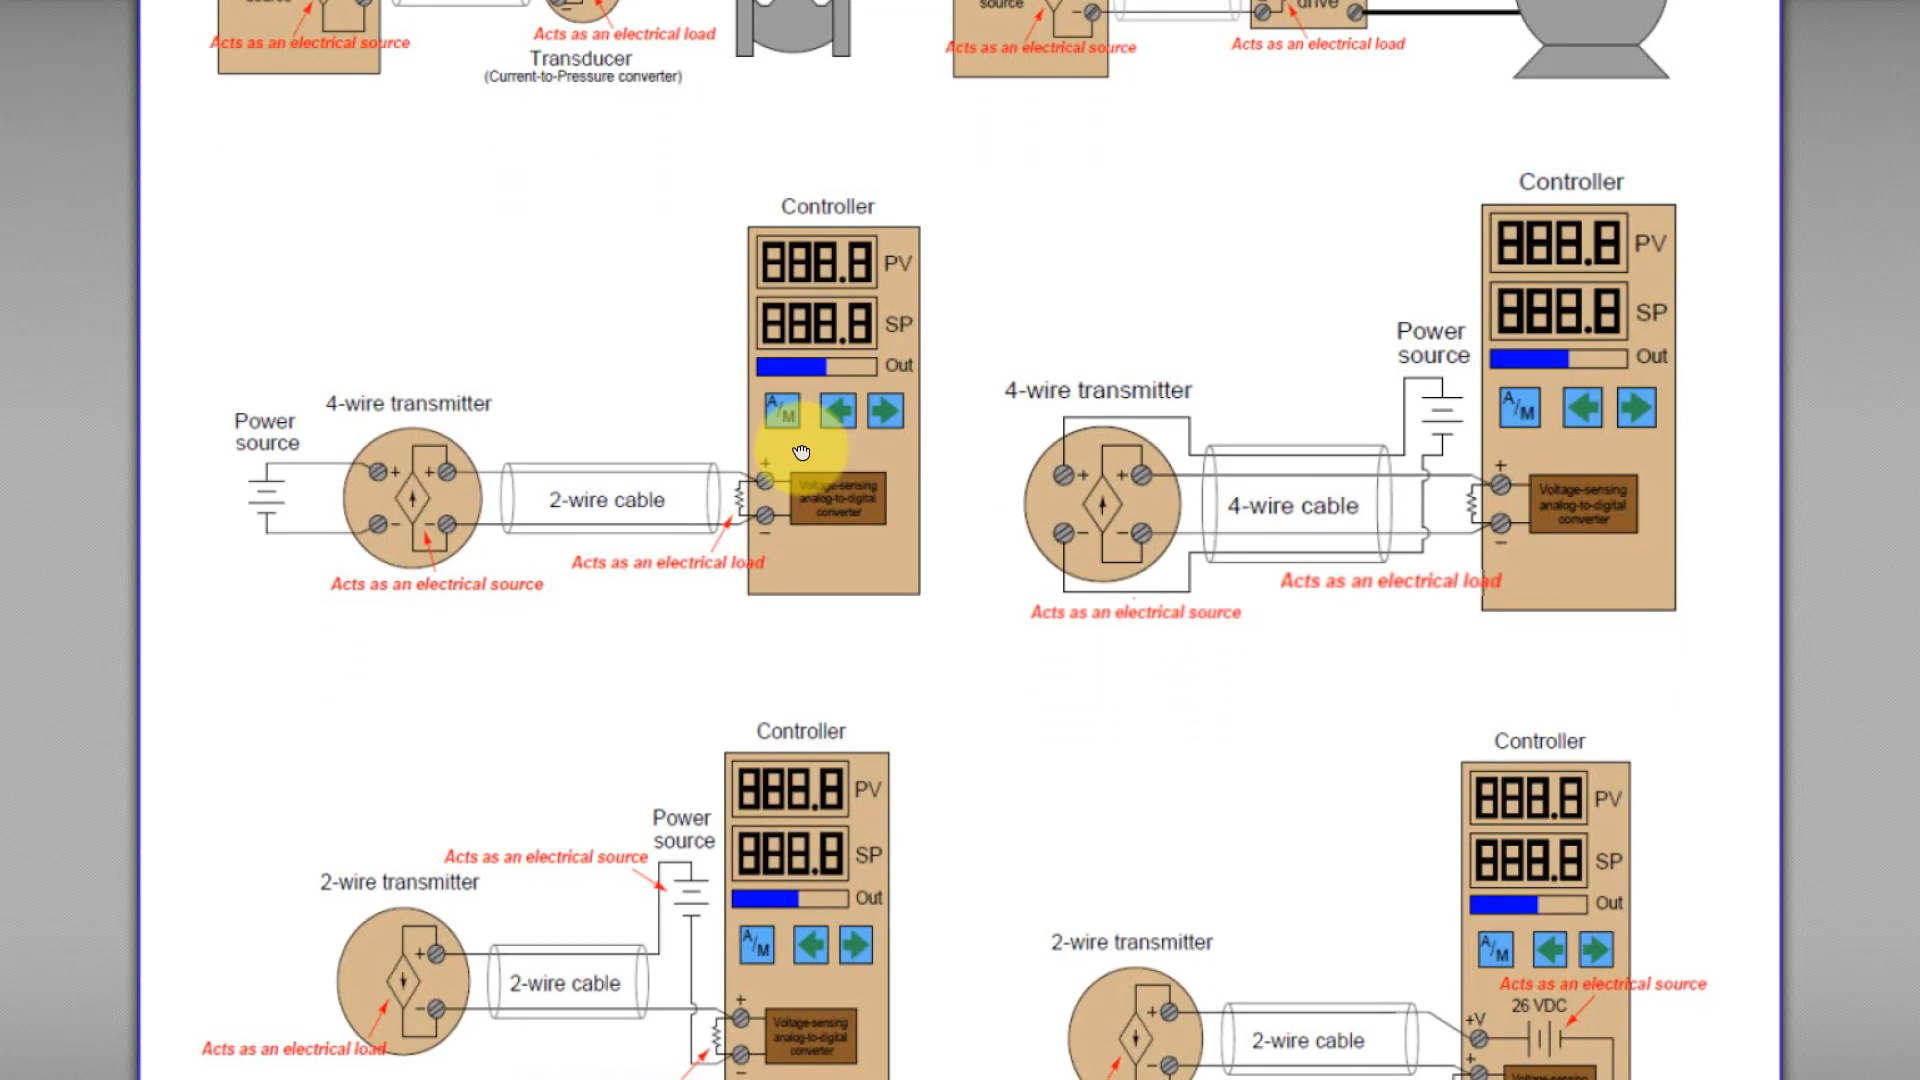 source
Acts as an electrical source
Acts as an electrical load
Transducer
(Current-to-Pressure converter)
source
drive
Acts as an electrical source
Acts as an electrical load
Controller
888.8 PV
888.8 SP
Out
A/M
4-wire transmitter
Power
source
+ +
- -
2-wire cable
+
-
Voltage-sensing
analog-to-digital
converter
Acts as an electrical load
Acts as an electrical source
Controller
888.8 PV
888.8 SP
Out
A/M
Power
source
4-wire transmitter
+ +
- -
4-wire cable
+
-
Voltage-sensing
analog-to-digital
converter
Acts as an electrical load
Acts as an electrical source
Controller
888.8 PV
888.8 SP
Out
A/M
Power
source
Acts as an electrical source
2-wire transmitter
+
-
2-wire cable
+
-
Voltage-sensing
analog-to-digital
converter
Acts as an electrical load
Controller
888.8 PV
888.8 SP
Out
A/M
Acts as an electrical source
26 VDC
2-wire transmitter
+
-
2-wire cable
+V
+
Voltage-sensing